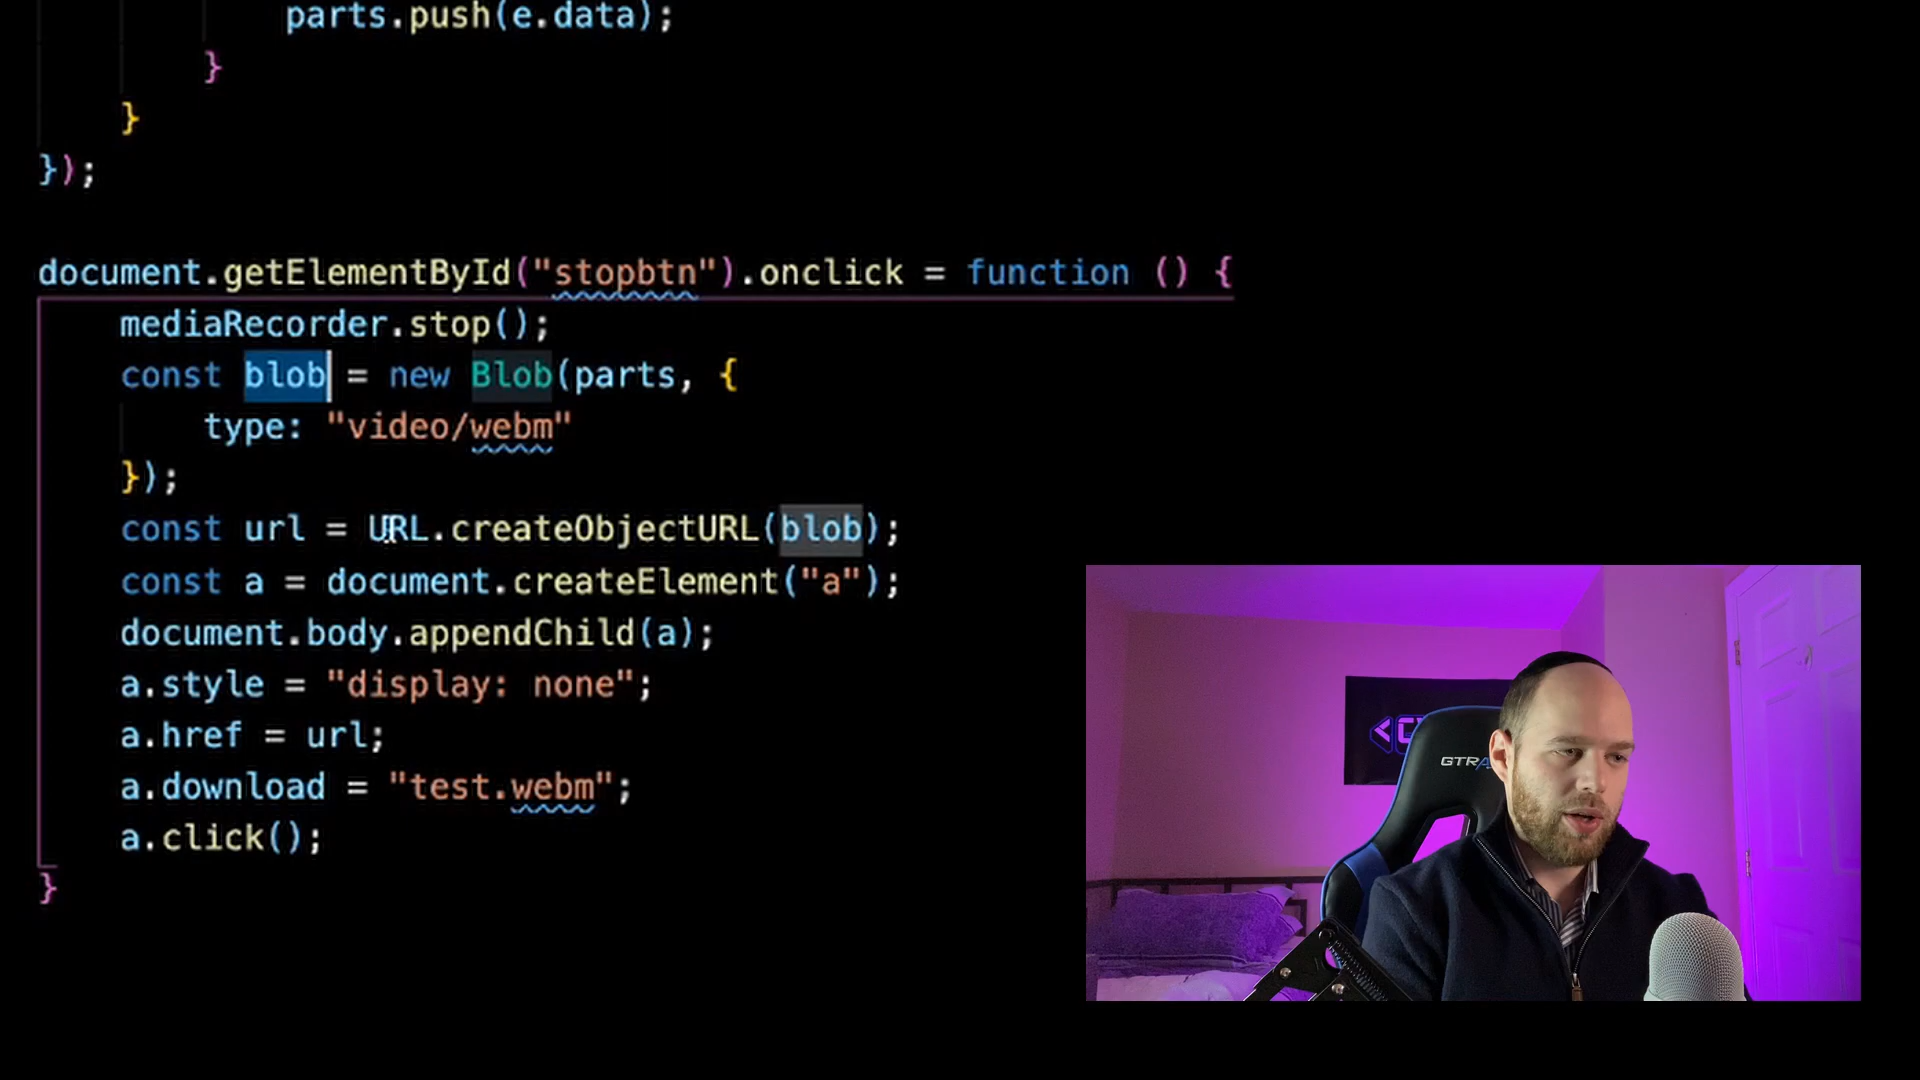 parts.push(e.data);
}
}
});
document.getElementById("stopbtn").onclick = function () {
mediaRecorder.stop();
const blob = new Blob(parts, {
type: "video/webm"
});
const url = URL.createObjectURL(blob);
const a = document.createElement("a");
document.body.appendChild(a);
a.style = "display: none";
a.href = url;
a.download = "test.webm";
a.click();
}